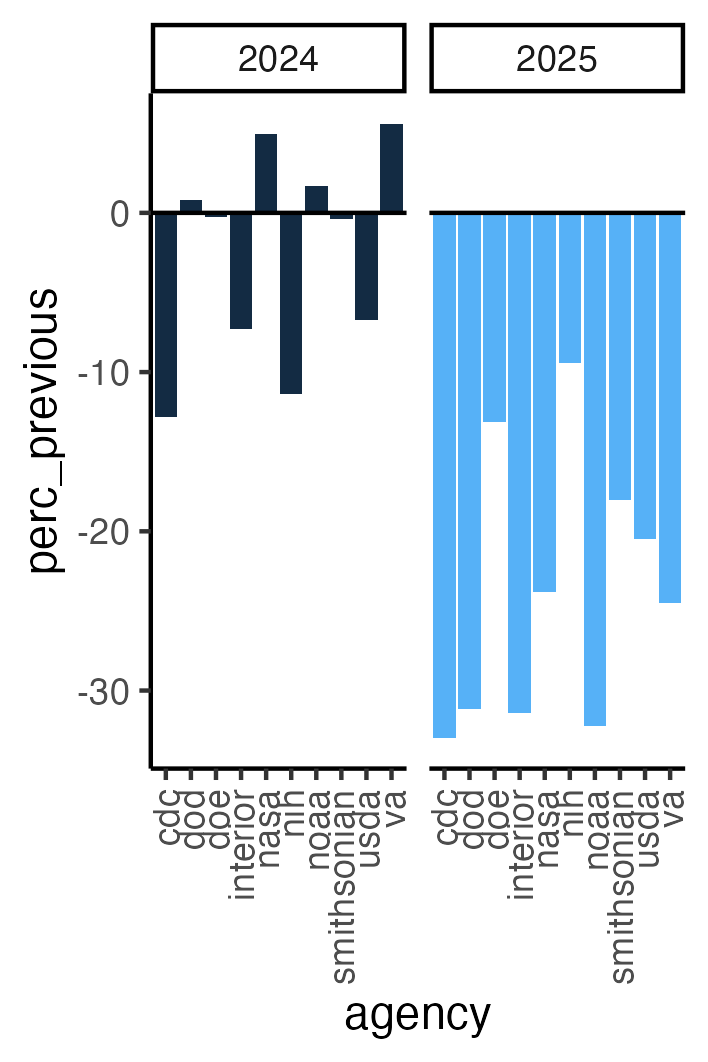 2024
2025
perc_previous
0
-10
-20
-30
cdc
dod
doe
interior
nasa
nih
noaa
smithsonian
usda
va
cdc
dod
doe
interior
nasa
nih
noaa
smithsonian
usda
va
agency